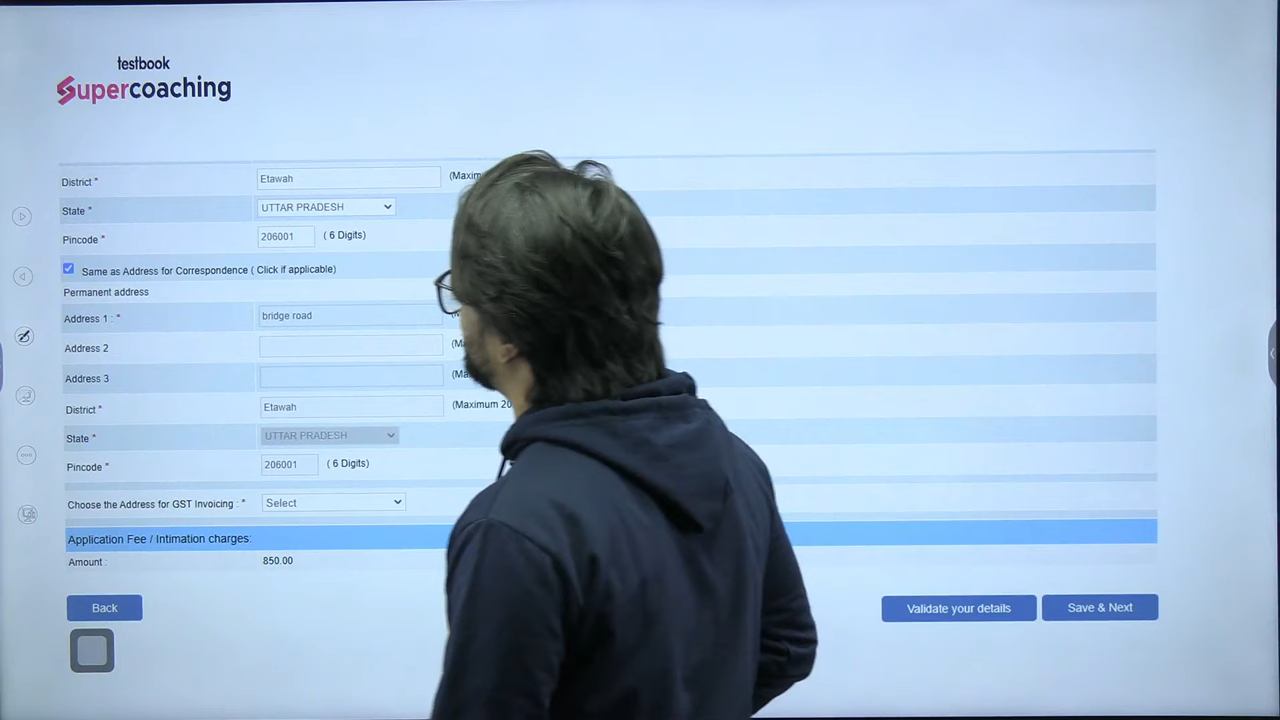 testbook
Supercoaching
District * Etawah (Maxim
State * UTTAR PRADESH
Pincode * 206001 ( 6 Digits)
Same as Address for Correspondence ( Click if applicable)
Permanent address
Address 1 : * bridge road
Address 2 (Ma
Address 3 (Ma
District * Etawah (Maximum 20
State * UTTAR PRADESH
Pincode * 206001 ( 6 Digits)
Choose the Address for GST Invoicing : * Select
Application Fee / Intimation charges:
Amount : 850.00
Back Validate your details Save & Next